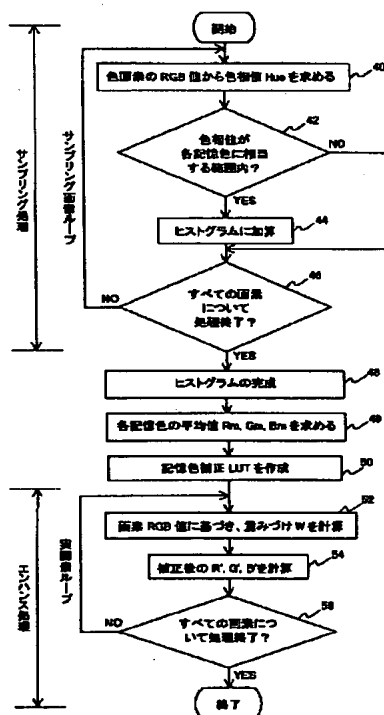 開始
色画素の RGB 値から色相値 Hue を求める
40
色相値が
各記憶色に相当
する範囲内?
42
NO
YES
ヒストグラムに加算
44
すべての画素
について
処理終了?
46
NO
YES
ヒストグラムの完成
48
各記憶色の平均値 Rm, Gm, Bm を求める
49
記憶色補正 LUT を作成
50
画素 RGB 値に基づき、重みづけ W を計算
52
補正後の R', G', B' を計算
54
すべての画素につ
いて処理終了?
NO
YES
終了
サンプリング処理
サンプリング画像ループ
エンハンス処理
実画像ループ